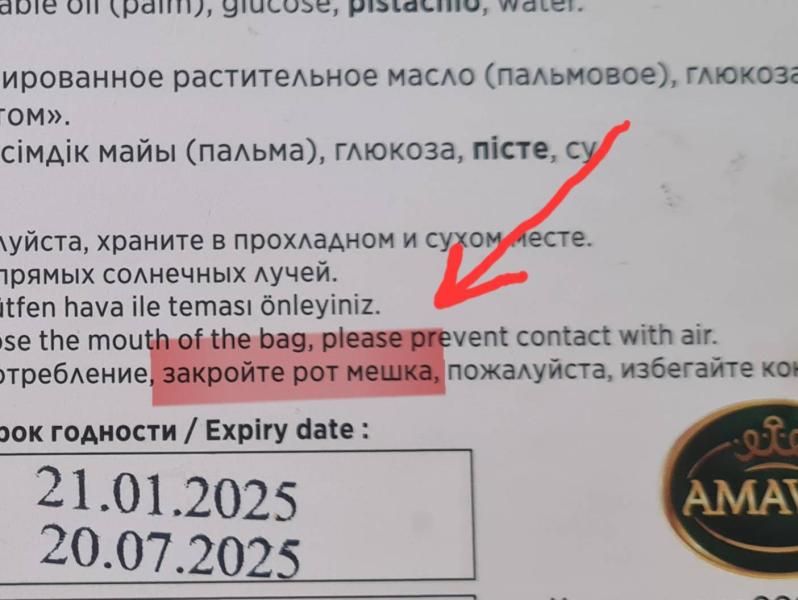 able oil (palm), glucose, pistachio, water.
ированное растительное масло (пальмовое), глюкоза
том».
сімдік майы (пальма), глюкоза, пісте, су
луйста, храните в прохладном и сухом месте.
прямых солнечных лучей.
ütfen hava ile teması önleyiniz.
ose the mouth of the bag, please prevent contact with air.
отребление, закройте рот мешка, пожалуйста, избегайте кон
рок годности / Expiry date :
21.01.2025
20.07.2025
AMAV